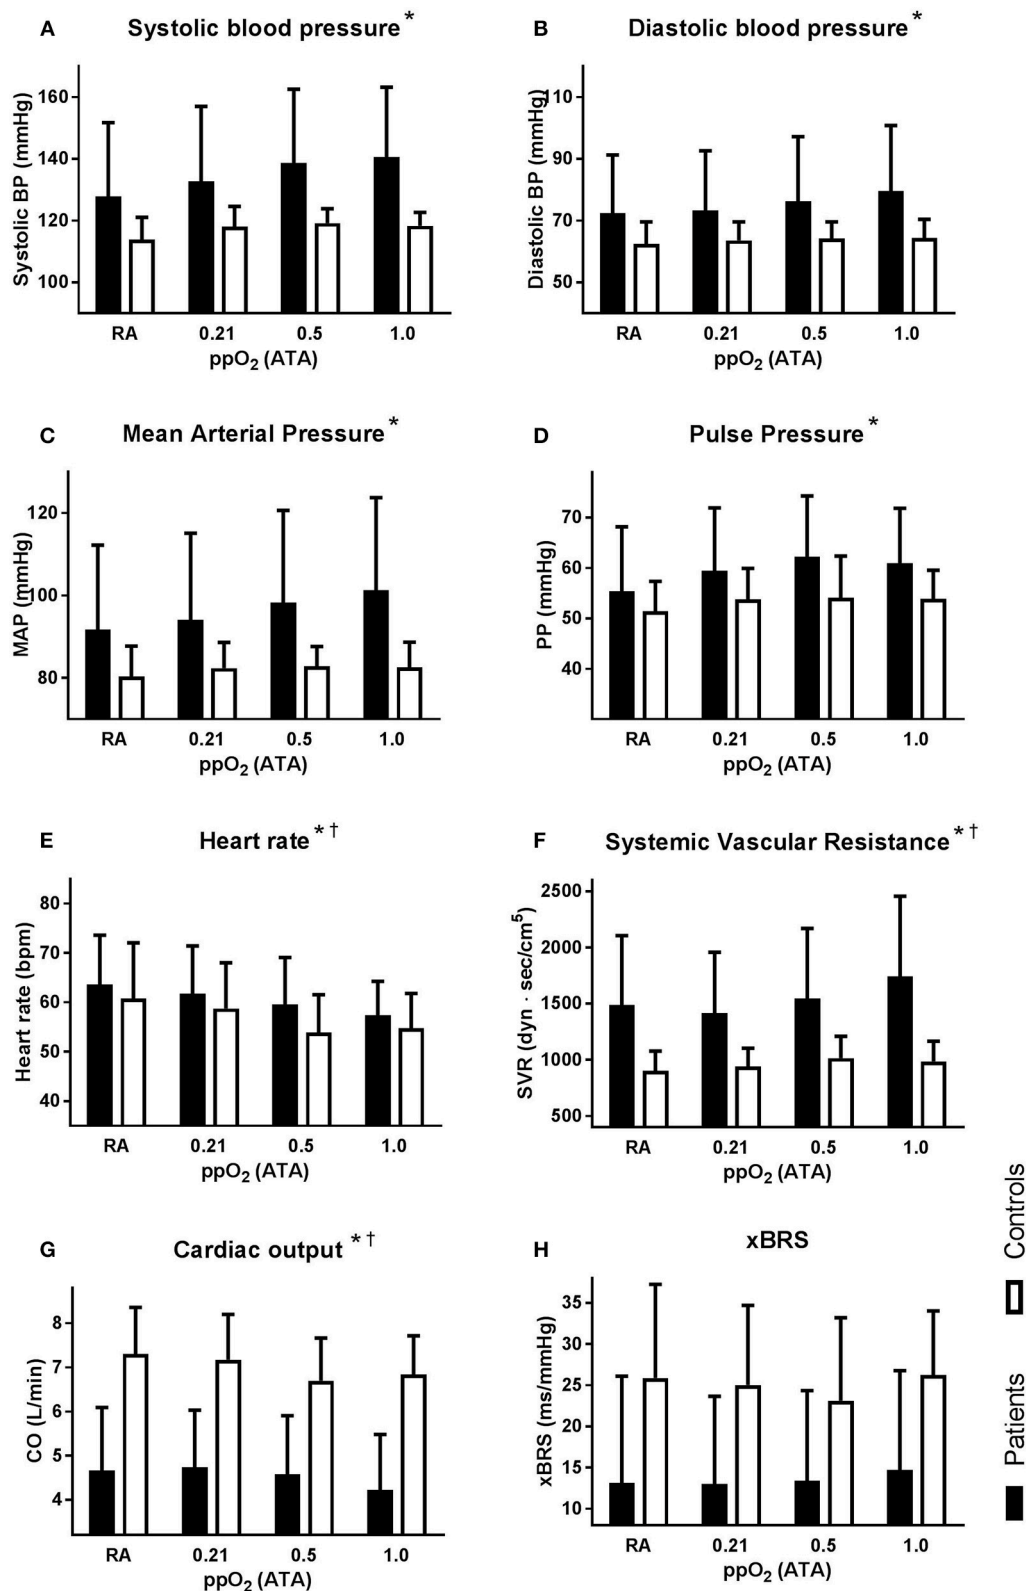 A Systolic blood pressure*
Systolic BP (mmHg)
160
140
120
100
RA 0.21 0.5 1.0
ppO₂ (ATA)
B Diastolic blood pressure*
Diastolic BP (mmHg)
110
90
70
50
RA 0.21 0.5 1.0
ppO₂ (ATA)
C Mean Arterial Pressure*
MAP (mmHg)
120
100
80
RA 0.21 0.5 1.0
ppO₂ (ATA)
D Pulse Pressure*
PP (mmHg)
70
60
50
40
RA 0.21 0.5 1.0
ppO₂ (ATA)
E Heart rate*†
Heart rate (bpm)
80
70
60
50
40
RA 0.21 0.5 1.0
ppO₂ (ATA)
F Systemic Vascular Resistance*†
SVR (dyn · sec/cm⁵)
2500
2000
1500
1000
500
RA 0.21 0.5 1.0
ppO₂ (ATA)
G Cardiac output *†
CO (L/min)
8
7
6
5
4
RA 0.21 0.5 1.0
ppO₂ (ATA)
H xBRS
xBRS (ms/mmHg)
35
30
25
20
15
10
RA 0.21 0.5 1.0
ppO₂ (ATA)
Patients
Controls